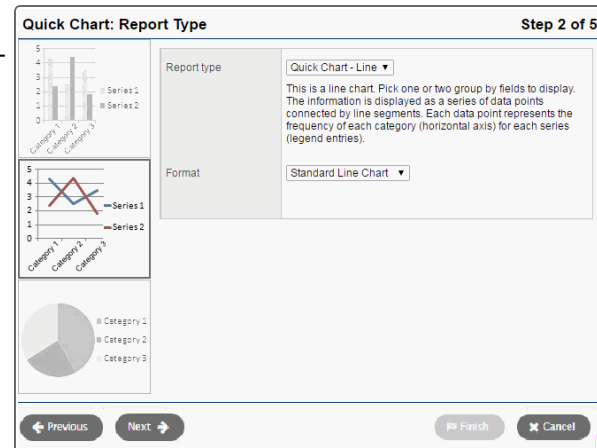 Quick Chart: Report Type
Step 2 of 5
5
4
3
2
1
0
Series 1
Series 2
Category 1
Category 2
Category 3
5
4
3
2
1
0
Series 1
Series 2
Category 1
Category 2
Category 3
Category 1
Category 2
Category 3
Report type
Quick Chart - Line
This is a line chart. Pick one or two group by fields to display.
The information is displayed as a series of data points
connected by line segments. Each data point represents the
frequency of each category (horizontal axis) for each series
(legend entries).
Format
Standard Line Chart
Previous
Next
Finish
Cancel